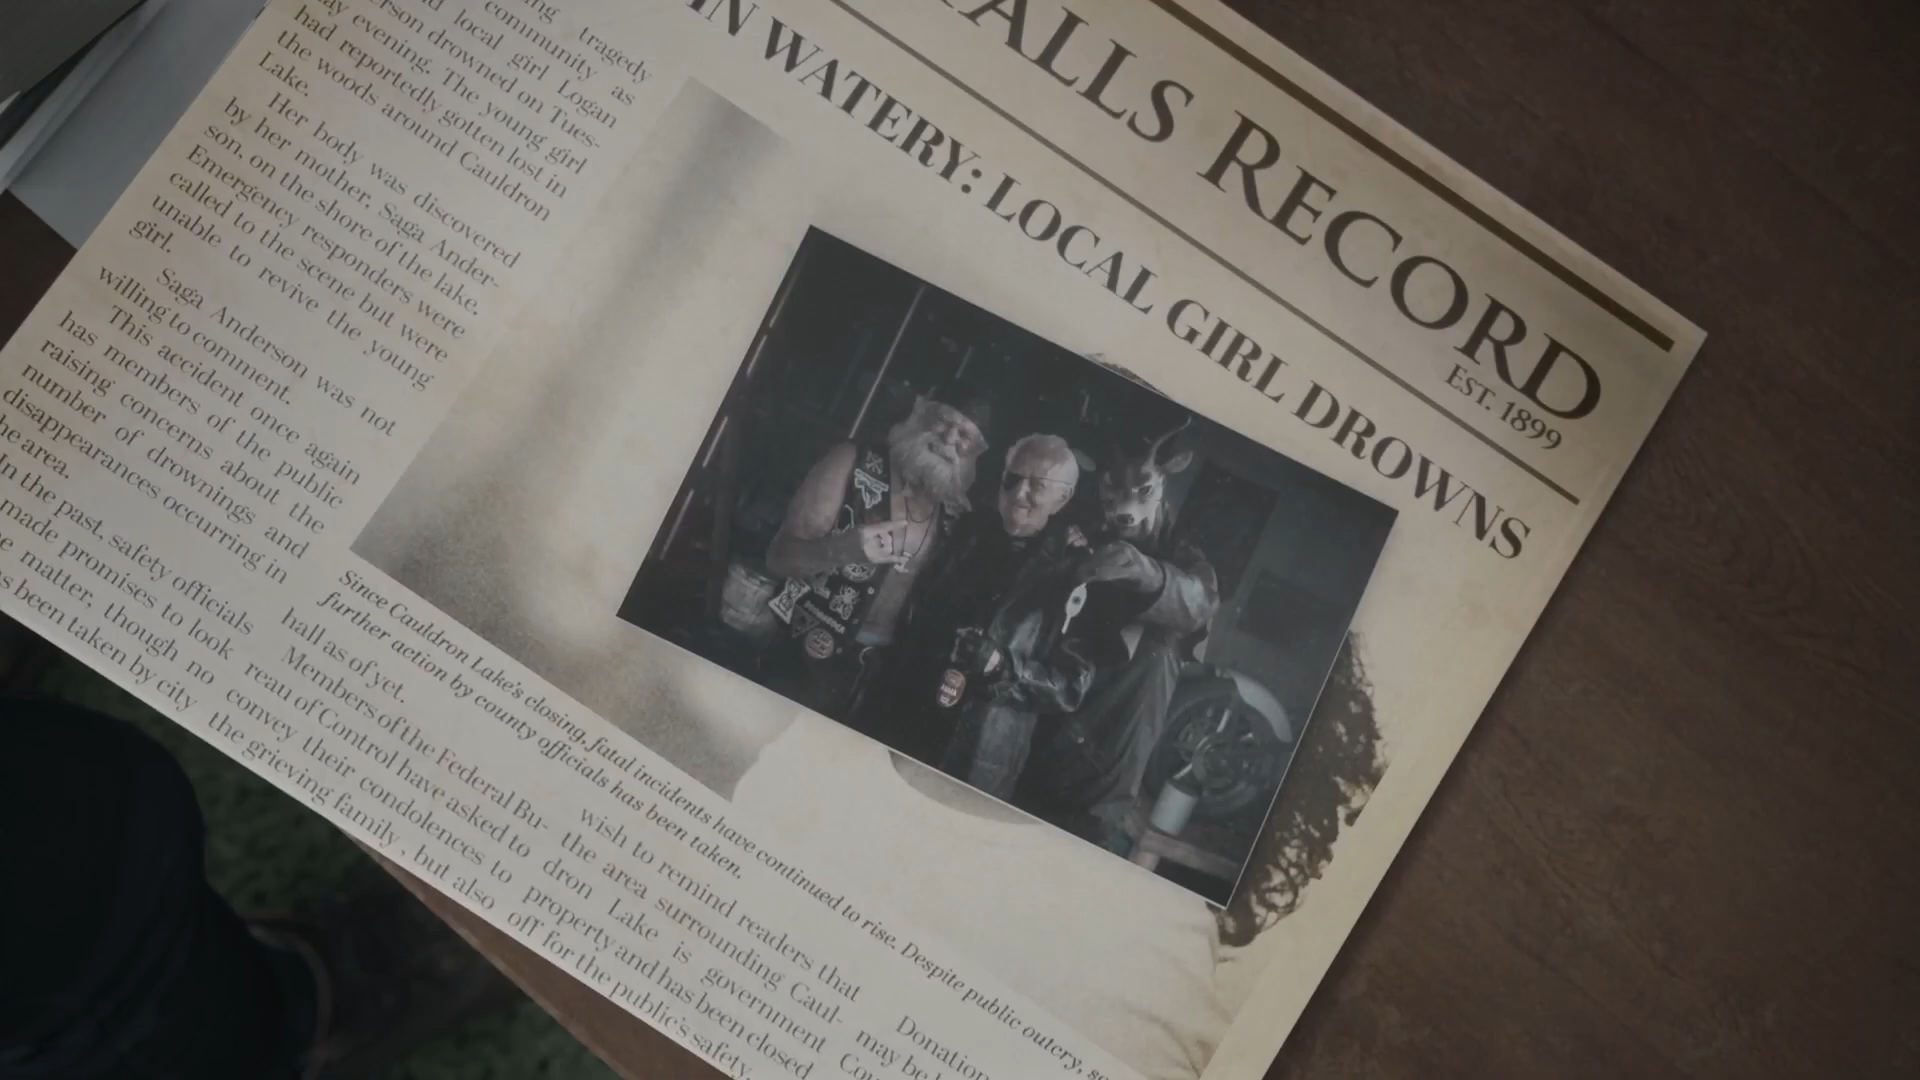 ALLS RECORD
EST. 1899
IN WATERY: LOCAL GIRL DROWNS
tragedy
community as
local girl Logan
erson drowned on Tues-
day evening. The young girl
had reportedly gotten lost in
the woods around Cauldron
Lake.
Her body was discovered
by her mother, Saga Ander-
son, on the shore of the lake.
Emergency responders were
called to the scene but were
unable to revive the young
girl.
Saga Anderson was not
willing to comment.
This accident once again
has members of the public
raising concerns about the
number of drownings and
disappearances occurring in
he area.
In the past, safety officials
made promises to look
e matter, though no
s been taken by city
hall as of yet.
Members of the Federal Bu-
reau of Control have asked to
convey their condolences to
the grieving family, but also
wish to remind readers that
the area surrounding Caul-
dron Lake is government
property and has been closed
off for the public's safety.
Donation
may be
Cou
Since Cauldron Lake's closing, fatal incidents have continued to rise. Despite public outcry, so
further action by county officials has been taken.